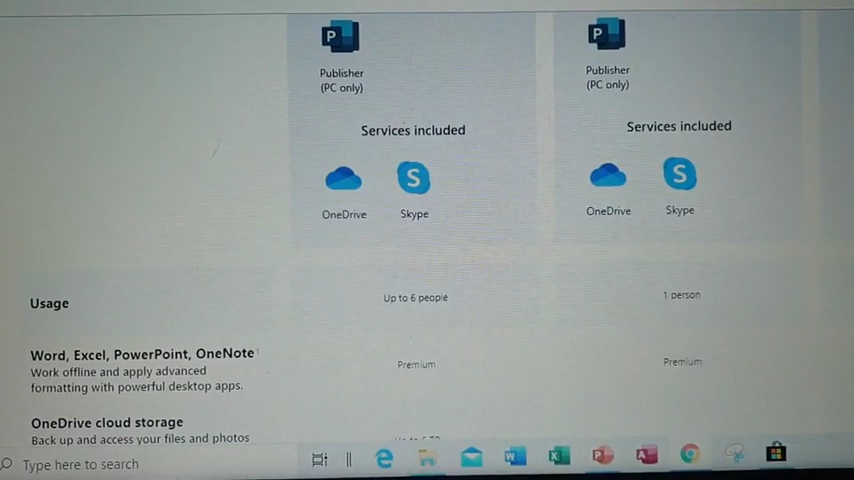 Publisher
(PC only)
Publisher
(PC only)
Services included
Services included
OneDrive
Skype
OneDrive
Skype
Usage
Up to 6 people
1 person
Word, Excel, PowerPoint, OneNote¹
Work offline and apply advanced
formatting with powerful desktop apps.
Premium
Premium
OneDrive cloud storage
Back up and access your files and photos
Type here to search